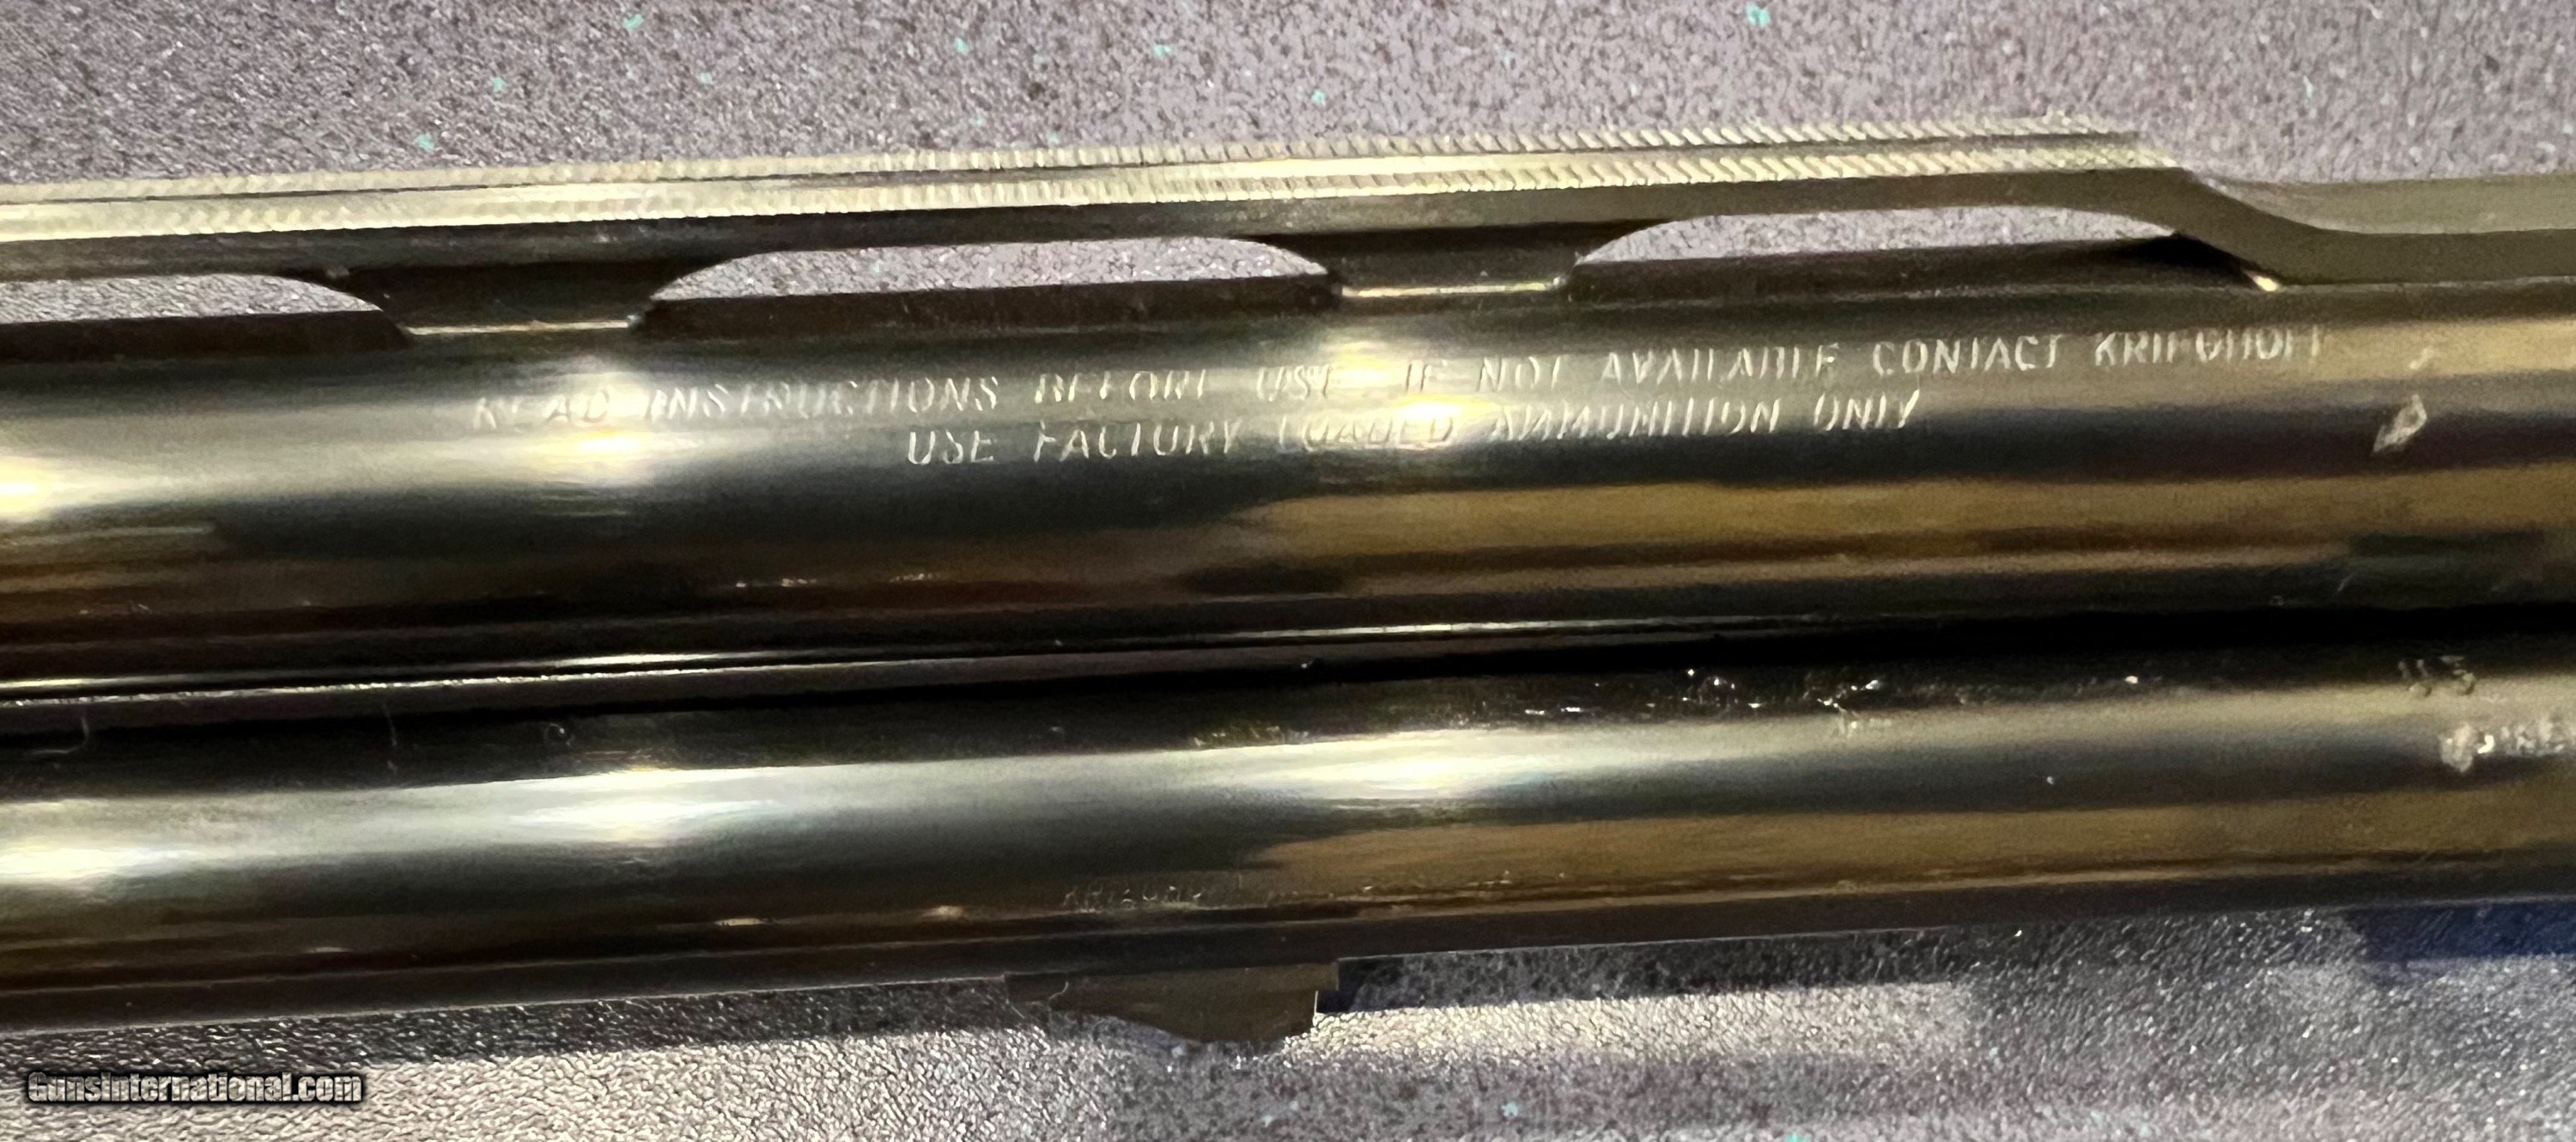 READ INSTRUCTIONS BEFORE USE. IF NOT AVAILABLE CONTACT KRIEGHOFF
USE FACTORY LOADED AMMUNITION ONLY
GunsInternational.com